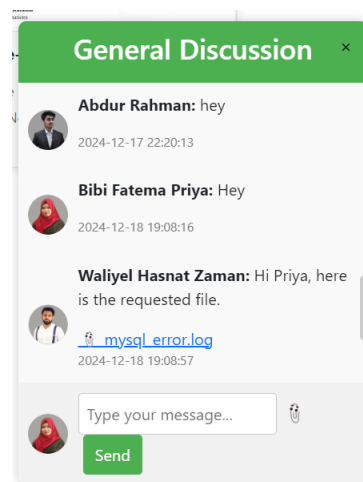 General Discussion ×
Abdur Rahman: hey
2024-12-17 22:20:13
Bibi Fatema Priya: Hey
2024-12-18 19:08:16
Waliyel Hasnat Zaman: Hi Priya, here
is the requested file.
mysql_error.log
2024-12-18 19:08:57
Type your message...
Send